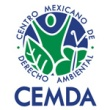 CENTRO MEXICANO DE
DERECHO AMBIENTAL
CEMDA